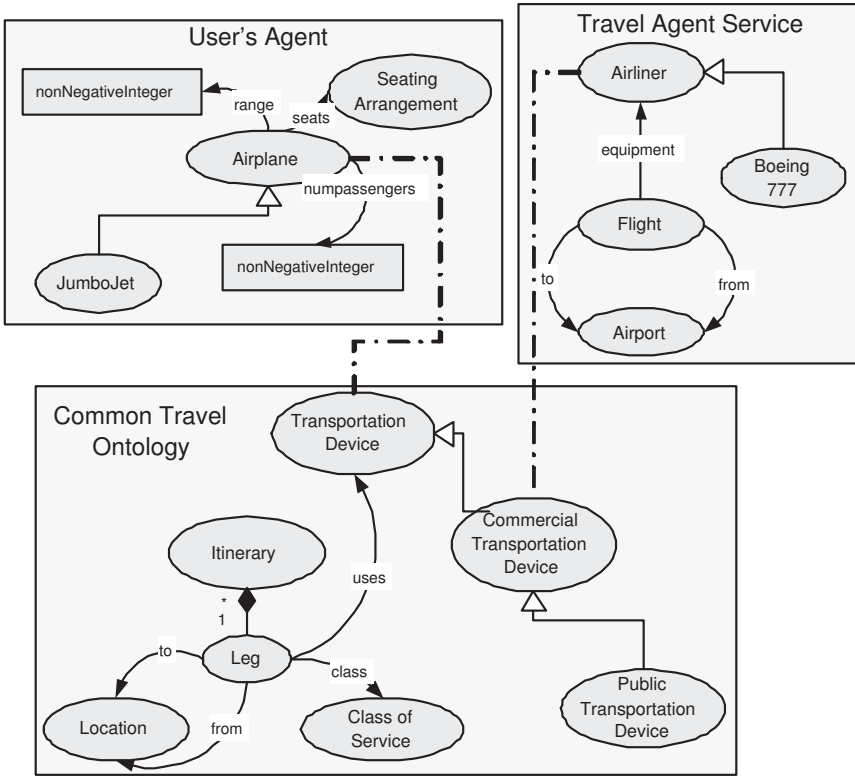 User's Agent
nonNegativeInteger
range
seats
Seating
Arrangement
Airplane
numpassengers
JumboJet
nonNegativeInteger
Travel Agent Service
Airliner
equipment
Boeing
777
Flight
to
from
Airport
Common Travel
Ontology
Transportation
Device
Commercial
Transportation
Device
Itinerary
uses
*
1
to
Leg
class
Location
from
Class of
Service
Public
Transportation
Device